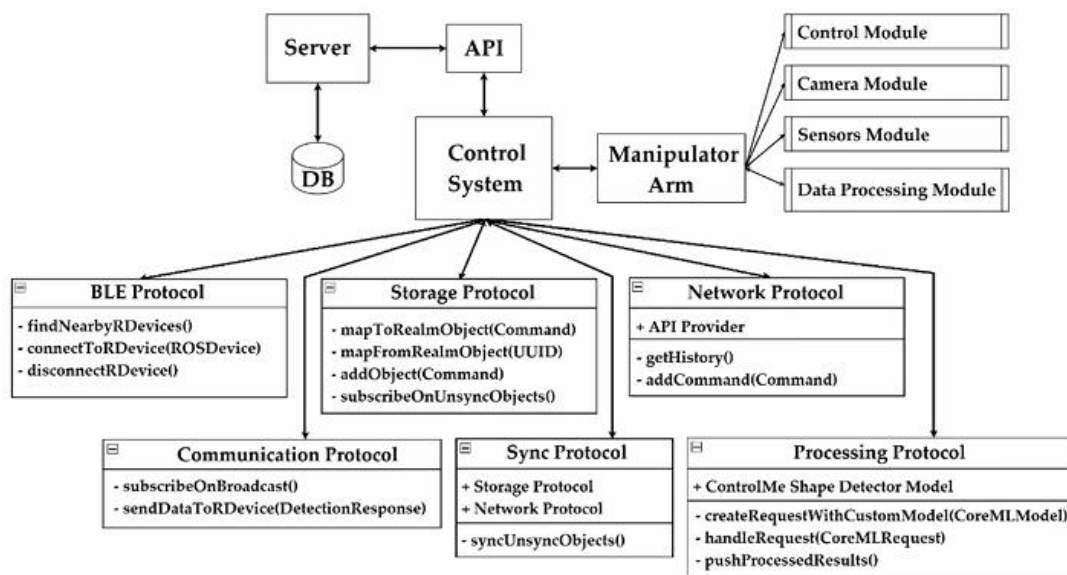 Server
API
DB
Control
System
Manipulator
Arm
Control Module
Camera Module
Sensors Module
Data Processing Module
BLE Protocol
- findNearbyRDevices()
- connectToRDevice(ROSDevice)
- disconnectRDevice()
Storage Protocol
- mapToRealmObject(Command)
- mapFromRealmObject(UUID)
- addObject(Command)
- subscribeOnUnsyncObjects()
Network Protocol
+ API Provider
- getHistory()
- addCommand(Command)
Communication Protocol
- subscribeOnBroadcast()
- sendDataToRDevice(DetectionResponse)
Sync Protocol
+ Storage Protocol
+ Network Protocol
- syncUnsyncObjects()
Processing Protocol
+ ControlMe Shape Detector Model
- createRequestWithCustomModel(CoreMLModel)
- handleRequest(CoreMLRequest)
- pushProcessedResults()